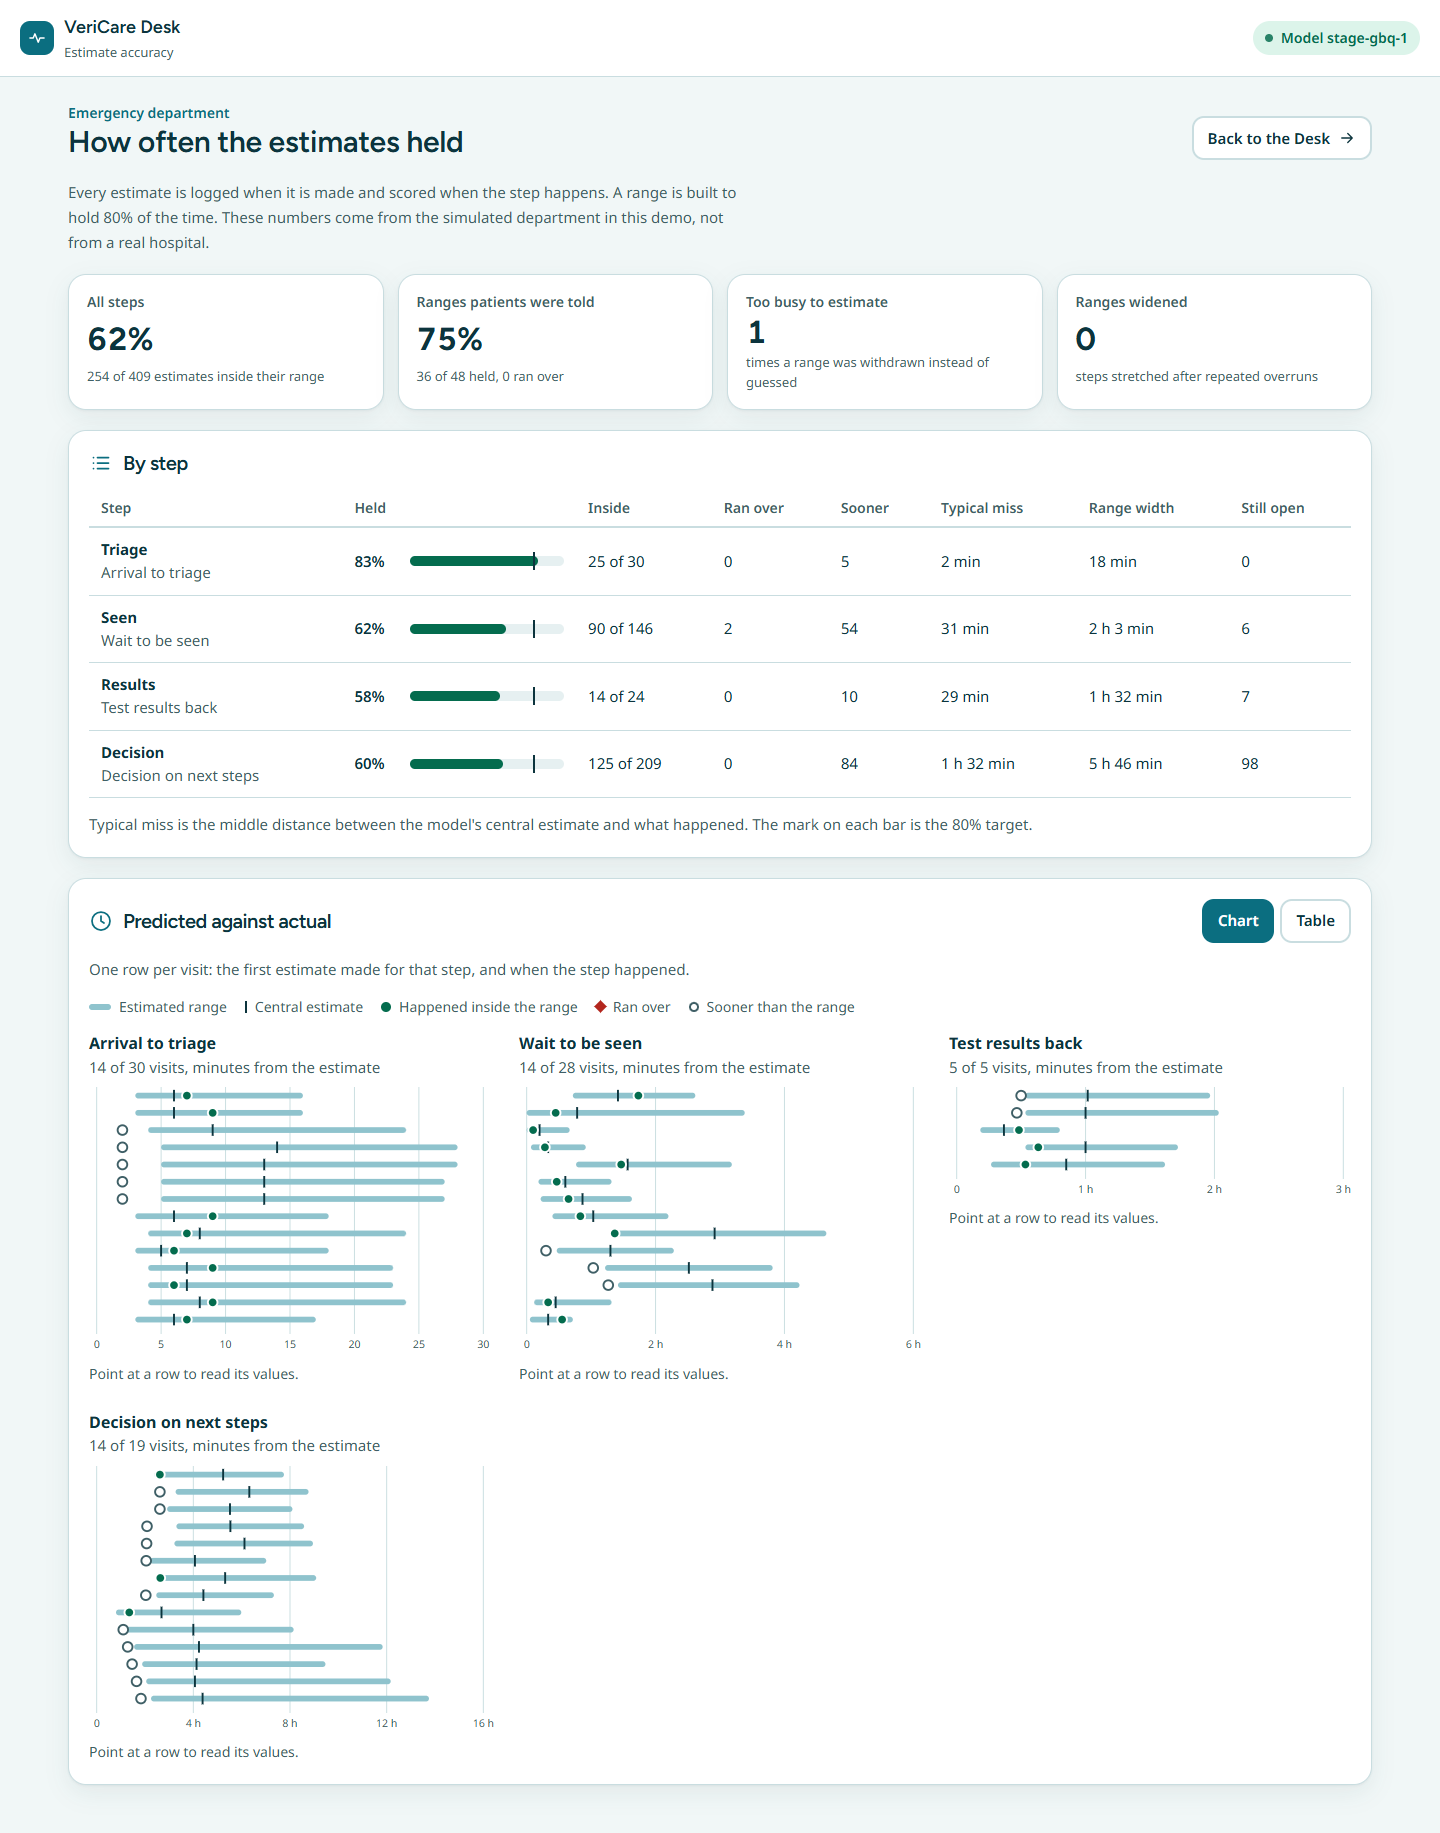 VeriCare Desk
Estimate accuracy
Model stage-gbq-1
Emergency department
How often the estimates held
Back to the Desk
Every estimate is logged when it is made and scored when the step happens. A range is built to
hold 80% of the time. These numbers come from the simulated department in this demo, not
from a real hospital.
All steps
62%
254 of 409 estimates inside their range
Ranges patients were told
75%
36 of 48 held, 0 ran over
Too busy to estimate
1
times a range was withdrawn instead of
guessed
Ranges widened
0
steps stretched after repeated overruns
By step
Step Held Inside Ran over Sooner Typical miss Range width Still open
Triage
Arrival to triage
83% 25 of 30 0 5 2 min 18 min 0
Seen
Wait to be seen
62% 90 of 146 2 54 31 min 2 h 3 min 6
Results
Test results back
58% 14 of 24 0 10 29 min 1 h 32 min 7
Decision
Decision on next steps
60% 125 of 209 0 84 1 h 32 min 5 h 46 min 98
Typical miss is the middle distance between the model's central estimate and what happened. The mark on each bar is the 80% target.
Predicted against actual
Chart Table
One row per visit: the first estimate made for that step, and when the step happened.
Estimated range Central estimate Happened inside the range Ran over Sooner than the range
Arrival to triage
14 of 30 visits, minutes from the estimate
0 5 10 15 20 25 30
Point at a row to read its values.
Wait to be seen
14 of 28 visits, minutes from the estimate
0 2 h 4 h 6 h
Point at a row to read its values.
Test results back
5 of 5 visits, minutes from the estimate
0 1 h 2 h 3 h
Point at a row to read its values.
Decision on next steps
14 of 19 visits, minutes from the estimate
0 4 h 8 h 12 h 16 h
Point at a row to read its values.